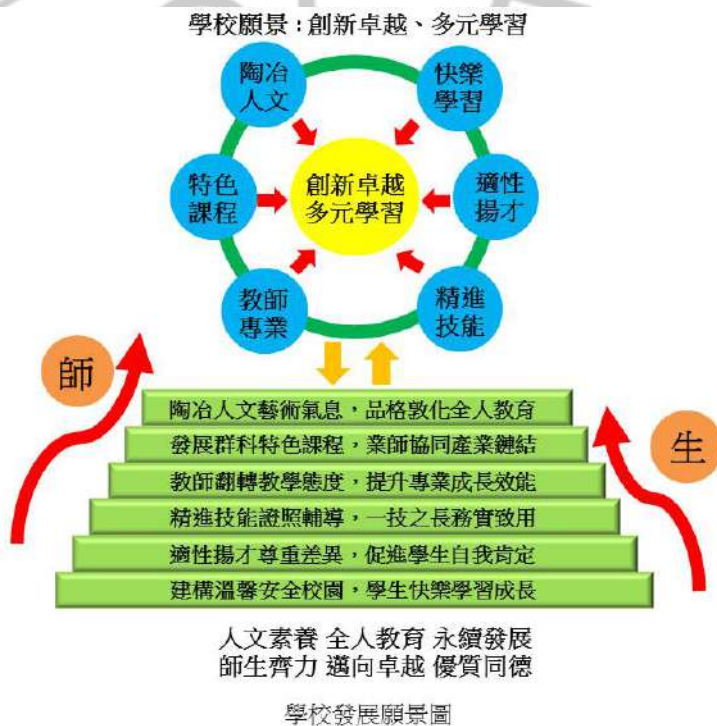 學校願景：創新卓越、多元學習
陶冶
人文
快樂
學習
特色
課程
創新卓越
多元學習
適性
揚才
教師
專業
精進
技能
師
生
陶冶人文藝術氣息，品格敦化全人教育
發展群科特色課程，業師協同產業鏈結
教師翻轉教學態度，提升專業成長效能
精進技能證照輔導，一技之長務實致用
適性揚才尊重差異，促進學生自我肯定
建構溫馨安全校園，學生快樂學習成長
人文素養 全人教育 永續發展
師生齊力 邁向卓越 優質同德
學校發展願景圖